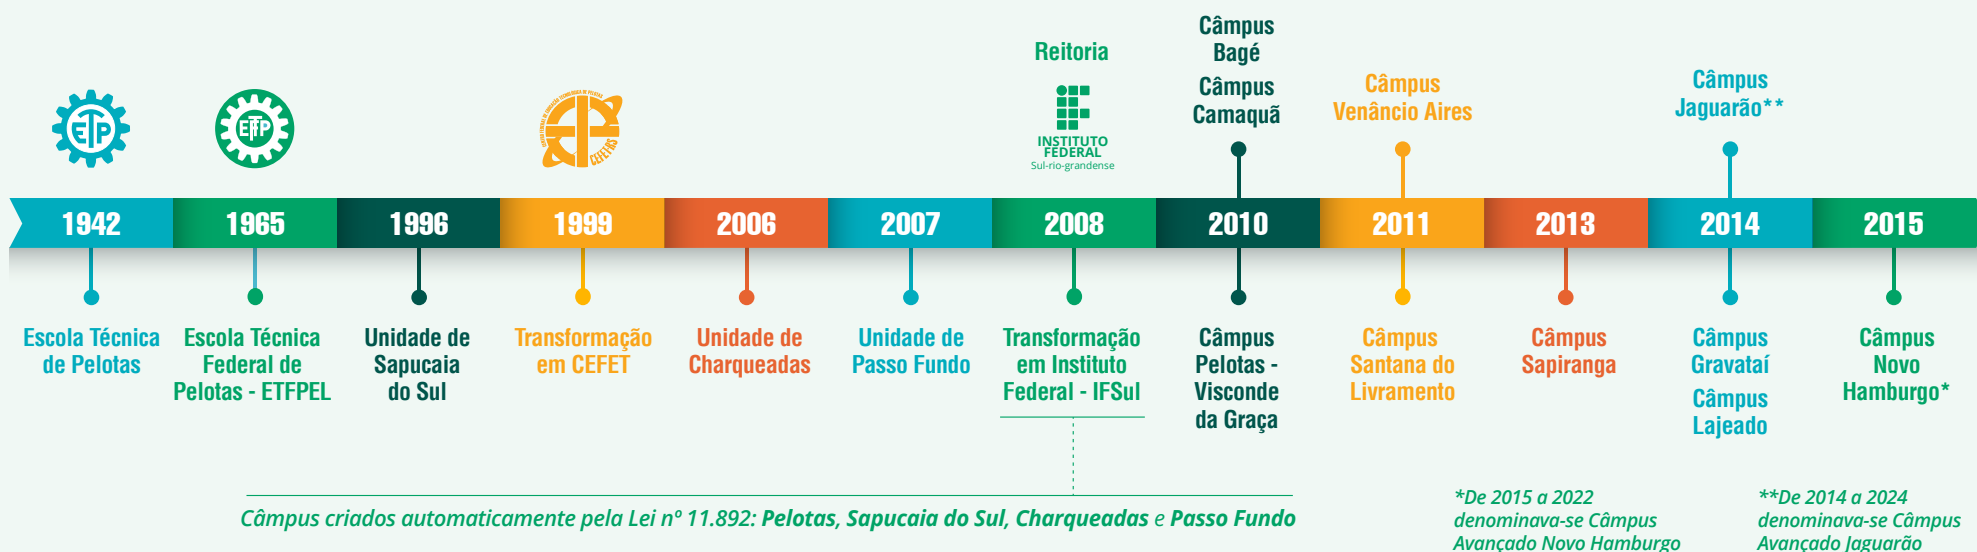 Câmpus
Bagé
Câmpus
Camaquã
Reitoria
INSTITUTO
FEDERAL
Sul-rio-grandense
Câmpus
Venâncio Aires
Câmpus
Jaguarão**
ETP
ETFP
CEFETRS
1942
1965
1996
1999
2006
2007
2008
2010
2011
2013
2014
2015
Escola Técnica
de Pelotas
Escola Técnica
Federal de
Pelotas - ETFPEL
Unidade de
Sapucaia
do Sul
Transformação
em CEFET
Unidade de
Charqueadas
Unidade de
Passo Fundo
Transformação
em Instituto
Federal - IFSul
Câmpus
Pelotas -
Visconde
da Graça
Câmpus
Santana do
Livramento
Câmpus
Sapiranga
Câmpus
Gravataí
Câmpus
Lajeado
Câmpus
Novo
Hamburgo*
Câmpus criados automaticamente pela Lei nº 11.892: Pelotas, Sapucaia do Sul, Charqueadas e Passo Fundo
*De 2015 a 2022
denominava-se Câmpus
Avançado Novo Hamburgo
**De 2014 a 2024
denominava-se Câmpus
Avançado Jaguarão